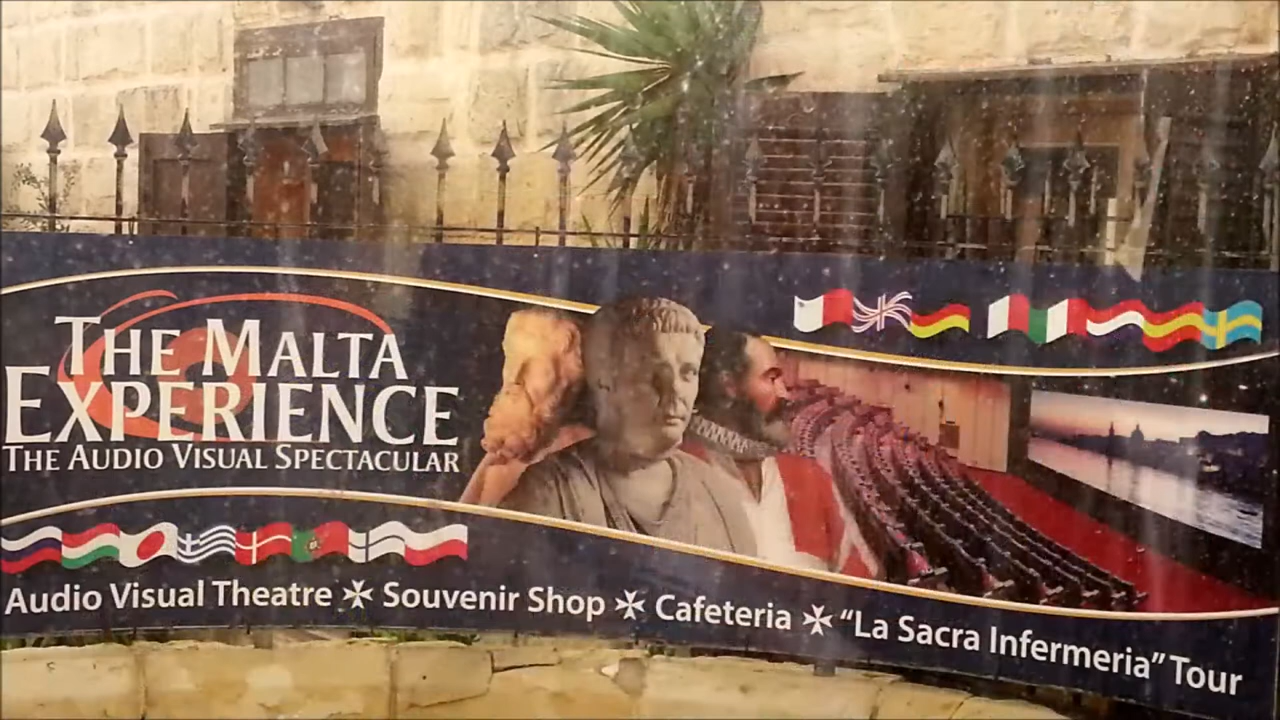 THE MALTA
EXPERIENCE
THE AUDIO VISUAL SPECTACULAR
Audio Visual Theatre ✠ Souvenir Shop ✠ Cafeteria ✠ “La Sacra Infermeria” Tour